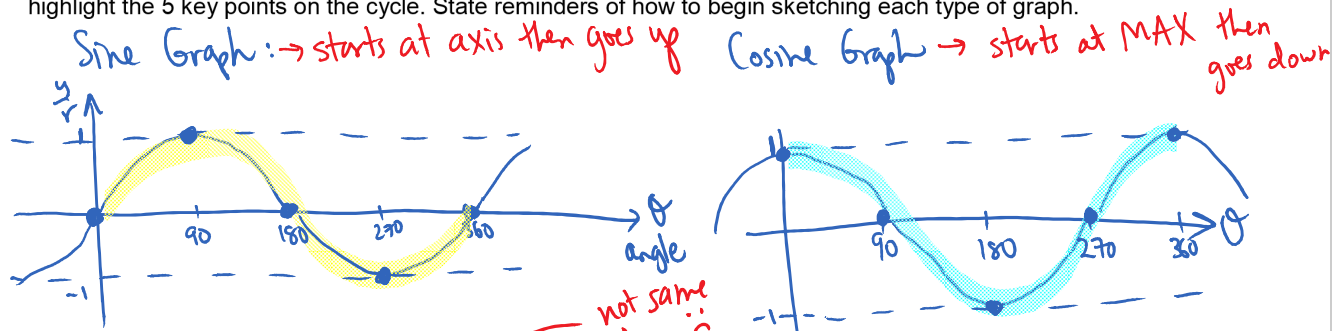 highlight the 5 key points on the cycle. State reminders of how to begin sketching each type of graph.
Sine Graph: → starts at axis then goes up
Cosine Graph → starts at MAX then
goes down
y/r
1
90
180
270
360
θ
angle
-1
not same
1
90
180
270
360
θ
-1